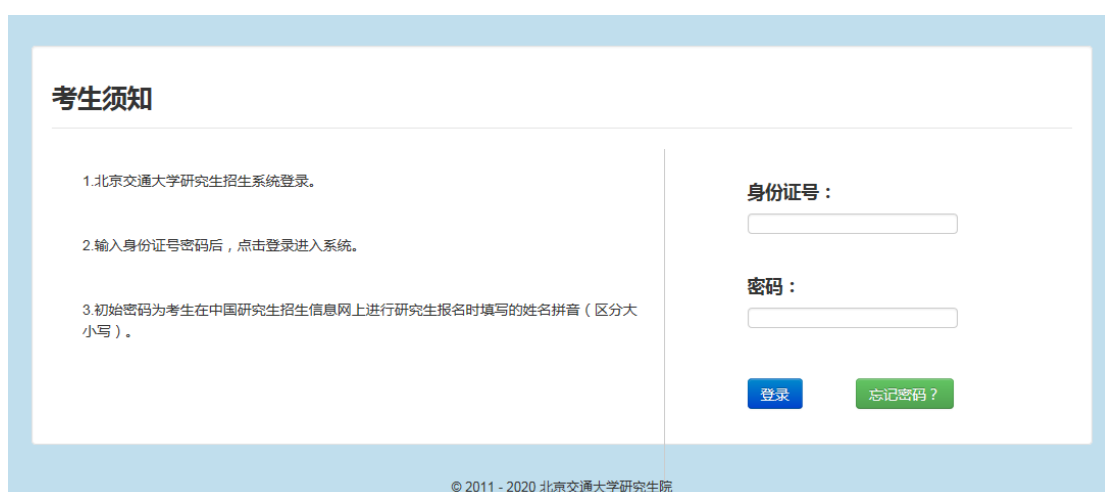 考生须知
1.北京交通大学研究生招生系统登录。
2.输入身份证号密码后，点击登录进入系统。
3.初始密码为考生在中国研究生招生信息网上进行研究生报名时填写的姓名拼音（区分大
小写）。
身份证号：
密码：
登录
忘记密码？
© 2011 - 2020 北京交通大学研究生院